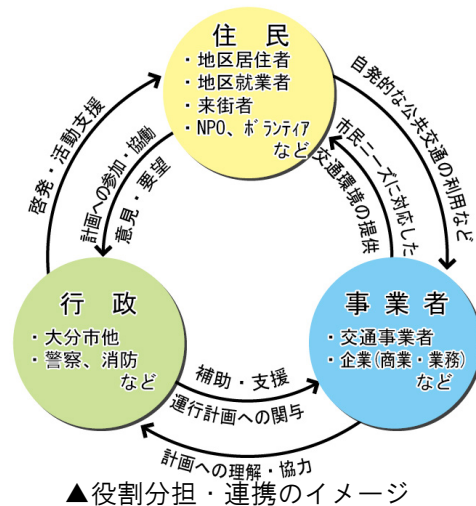 住 民
・地区居住者
・地区就業者
・来街者
・NPO、ボランティア
など
啓発・活動支援
計画への参加・協働
意見・要望
自発的な公共交通の利用など
市民ニーズに対応した
交通環境の提供
行 政
・大分市他
・警察、消防
など
事 業 者
・交通事業者
・企業(商業・業務)
など
補助・支援
運行計画への関与
計画への理解・協力
▲役割分担・連携のイメージ